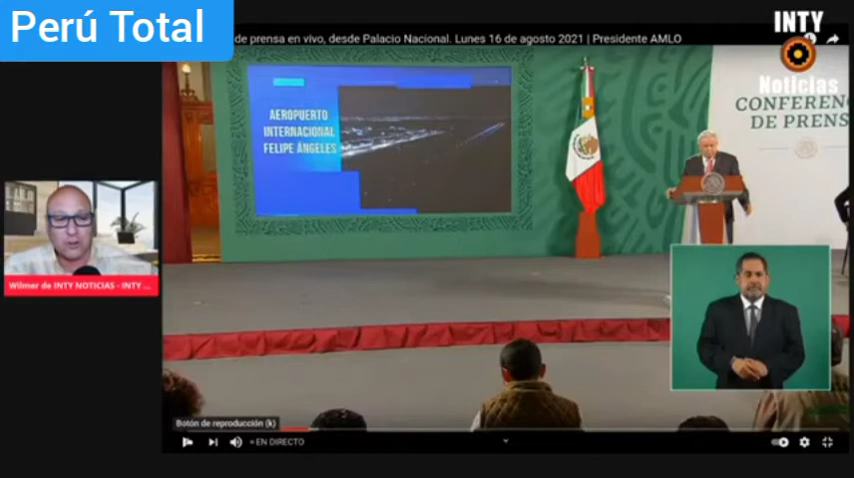 Perú Total
de prensa en vivo, desde Palacio Nacional. Lunes 16 de agosto 2021 | Presidente AMLO
INTY
Noticias
AEROPUERTO
INTERNACIONAL
FELIPE ÁNGELES
CONFERENC
DE PRENS
Wilmer de INTY NOTICIAS - INTY ...
Botón de reproducción (k)
• EN DIRECTO